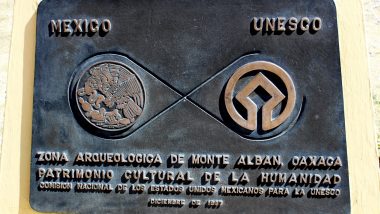 MEXICO UNESCO
ZONA ARQUEOLOGICA DE MONTE ALBAN, OAXACA
PATRIMONIO CULTURAL DE LA HUMANIDAD
COMISION NACIONAL DE LOS ESTADOS UNIDOS MEXICANOS PARA LA UNESCO
DICIEMBRE DE 1987